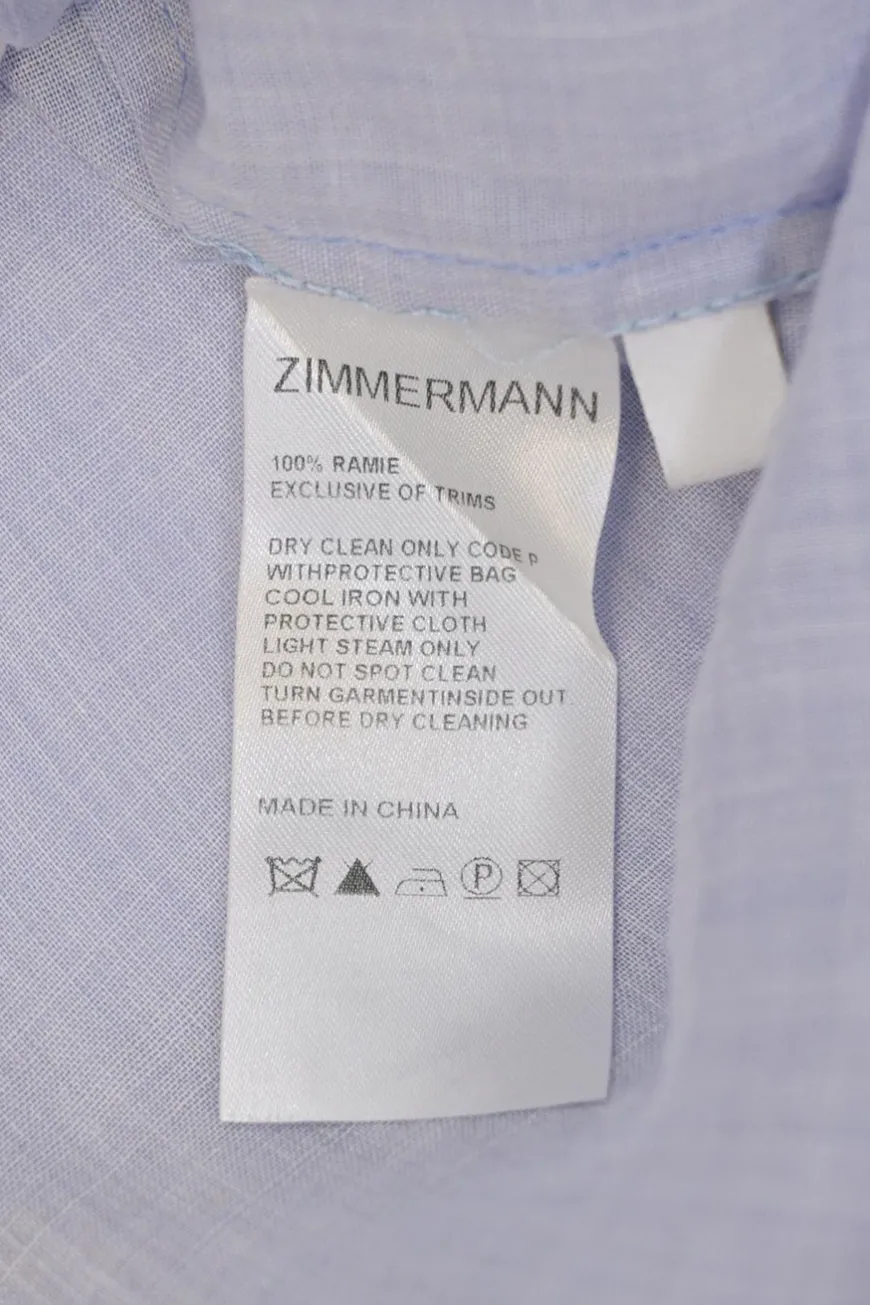 ZIMMERMANN
100% RAMIE
EXCLUSIVE OF TRIMS
DRY CLEAN ONLY CODE P
WITHPROTECTIVE BAG
COOL IRON WITH
PROTECTIVE CLOTH
LIGHT STEAM ONLY
DO NOT SPOT CLEAN
TURN GARMENTINSIDE OUT
BEFORE DRY CLEANING
MADE IN CHINA
P